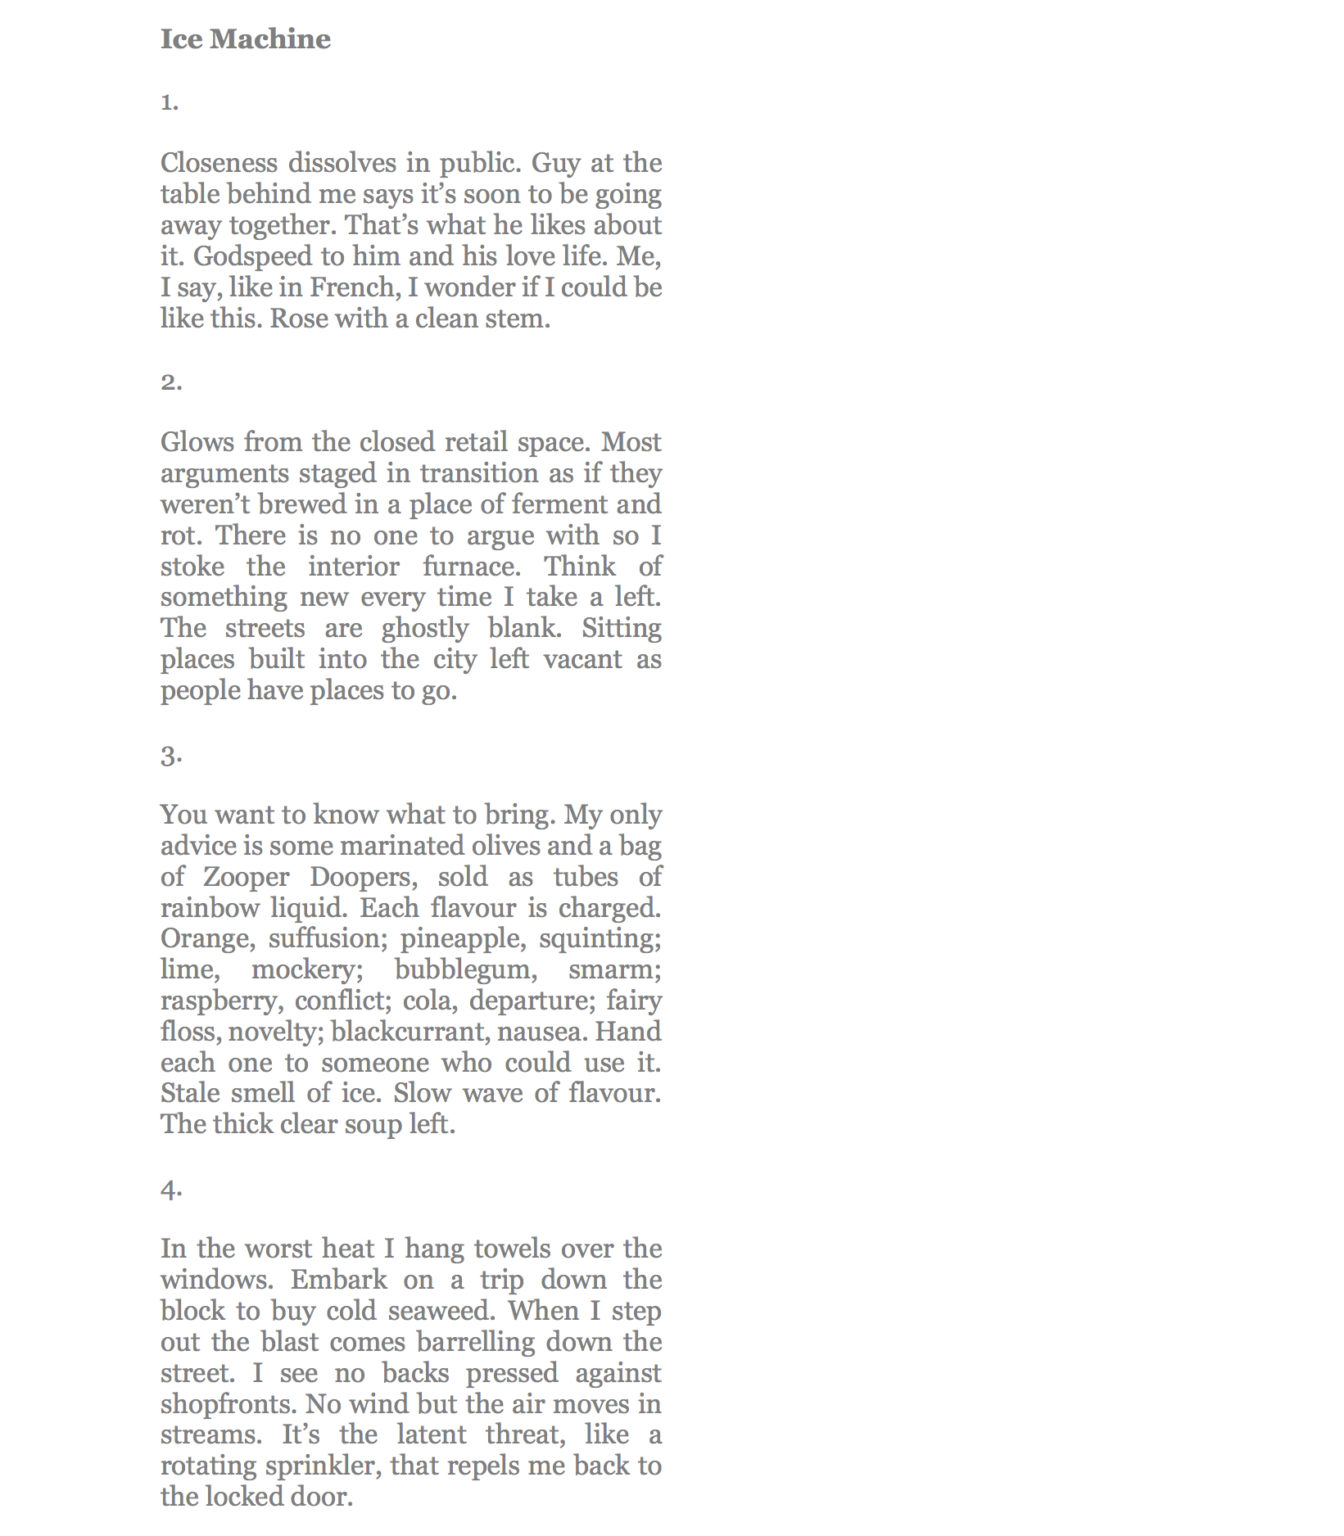 Ice Machine
1.
Closeness dissolves in public. Guy at the
table behind me says it’s soon to be going
away together. That’s what he likes about
it. Godspeed to him and his love life. Me,
I say, like in French, I wonder if I could be
like this. Rose with a clean stem.
2.
Glows from the closed retail space. Most
arguments staged in transition as if they
weren’t brewed in a place of ferment and
rot. There is no one to argue with so I
stoke the interior furnace. Think of
something new every time I take a left.
The streets are ghostly blank. Sitting
places built into the city left vacant as
people have places to go.
3.
You want to know what to bring. My only
advice is some marinated olives and a bag
of Zooper Doopers, sold as tubes of
rainbow liquid. Each flavour is charged.
Orange, suffusion; pineapple, squinting;
lime, mockery; bubblegum, smarm;
raspberry, conflict; cola, departure; fairy
floss, novelty; blackcurrant, nausea. Hand
each one to someone who could use it.
Stale smell of ice. Slow wave of flavour.
The thick clear soup left.
4.
In the worst heat I hang towels over the
windows. Embark on a trip down the
block to buy cold seaweed. When I step
out the blast comes barrelling down the
street. I see no backs pressed against
shopfronts. No wind but the air moves in
streams. It’s the latent threat, like a
rotating sprinkler, that repels me back to
the locked door.